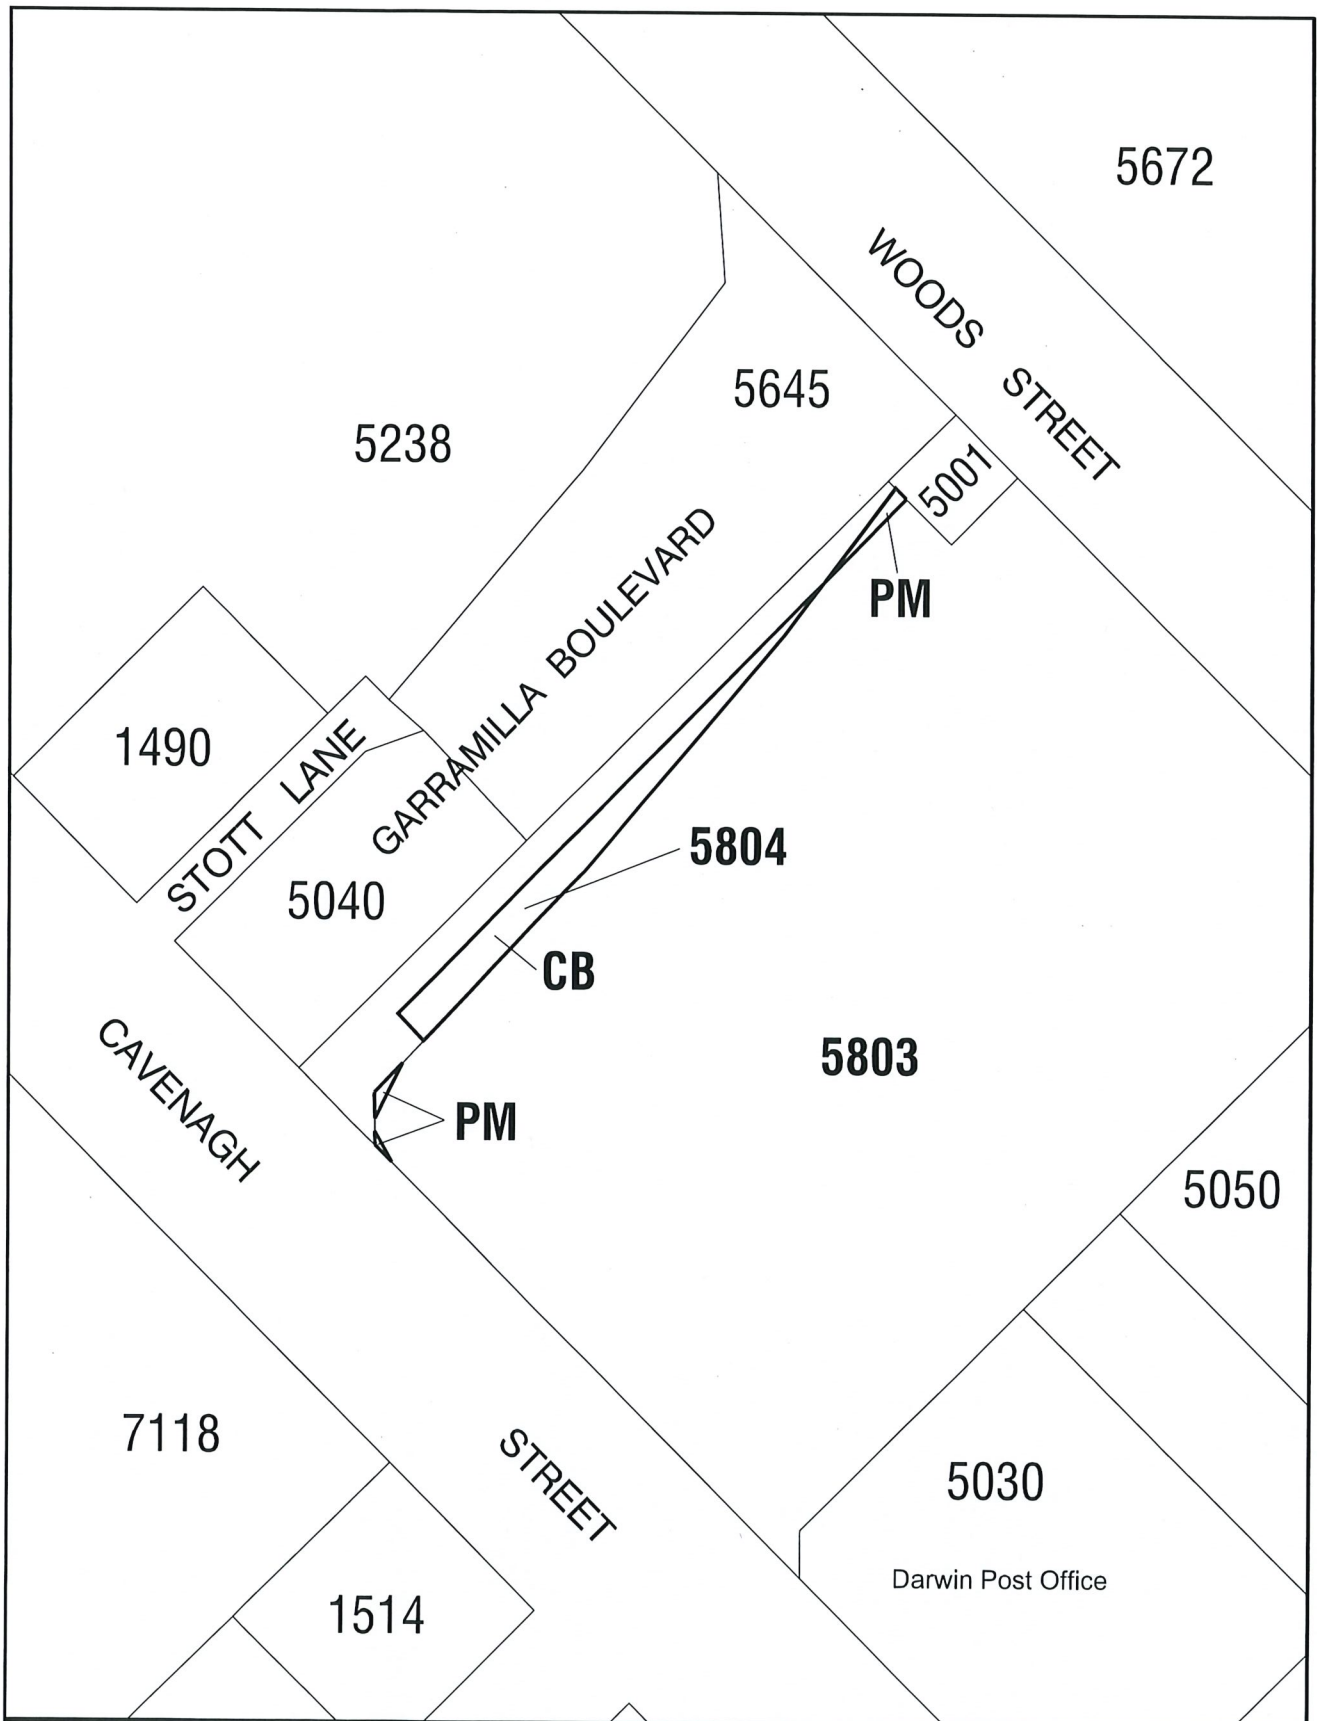 5672
WOODS STREET
5645
5238
5001
GARRAMILLA BOULEVARD
PM
1490
STOTT LANE
5804
5040
CB
CAVENAGH STREET
5803
PM
5050
7118
5030
Darwin Post Office
1514